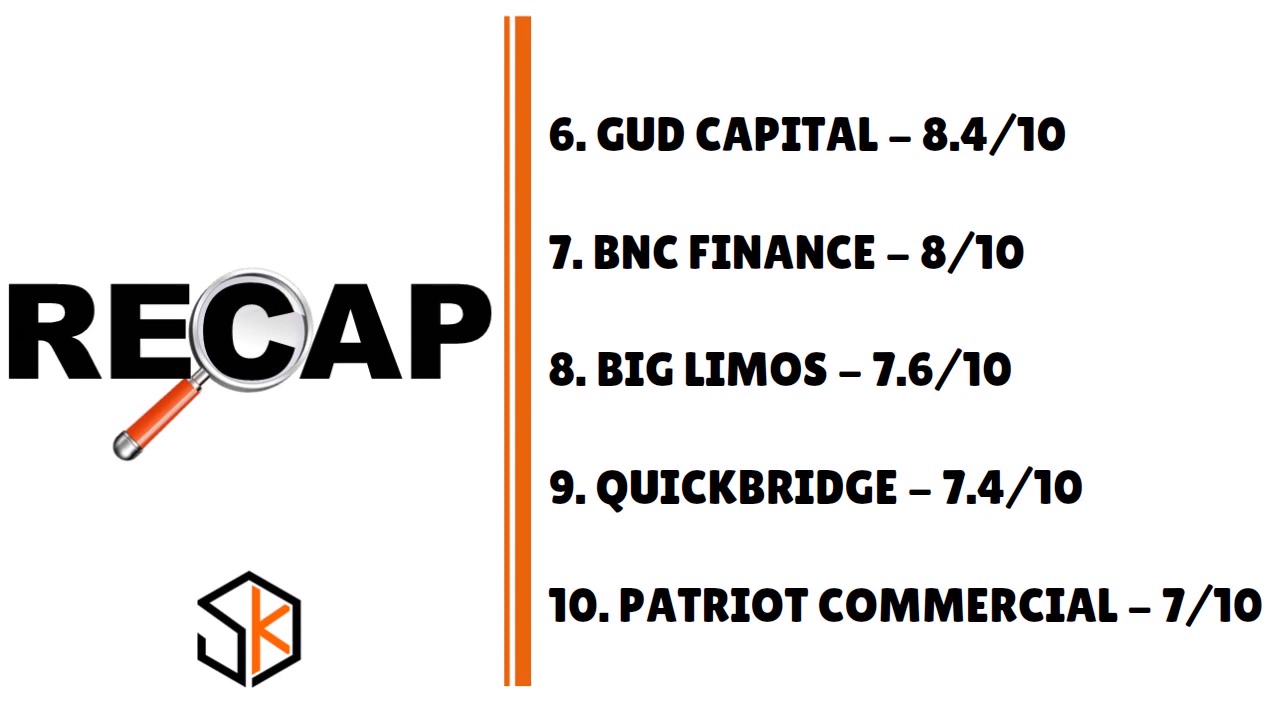 RECAP
6. GUD CAPITAL – 8.4/10
7. BNC FINANCE – 8/10
8. BIG LIMOS – 7.6/10
9. QUICKBRIDGE – 7.4/10
10. PATRIOT COMMERCIAL – 7/10
SK